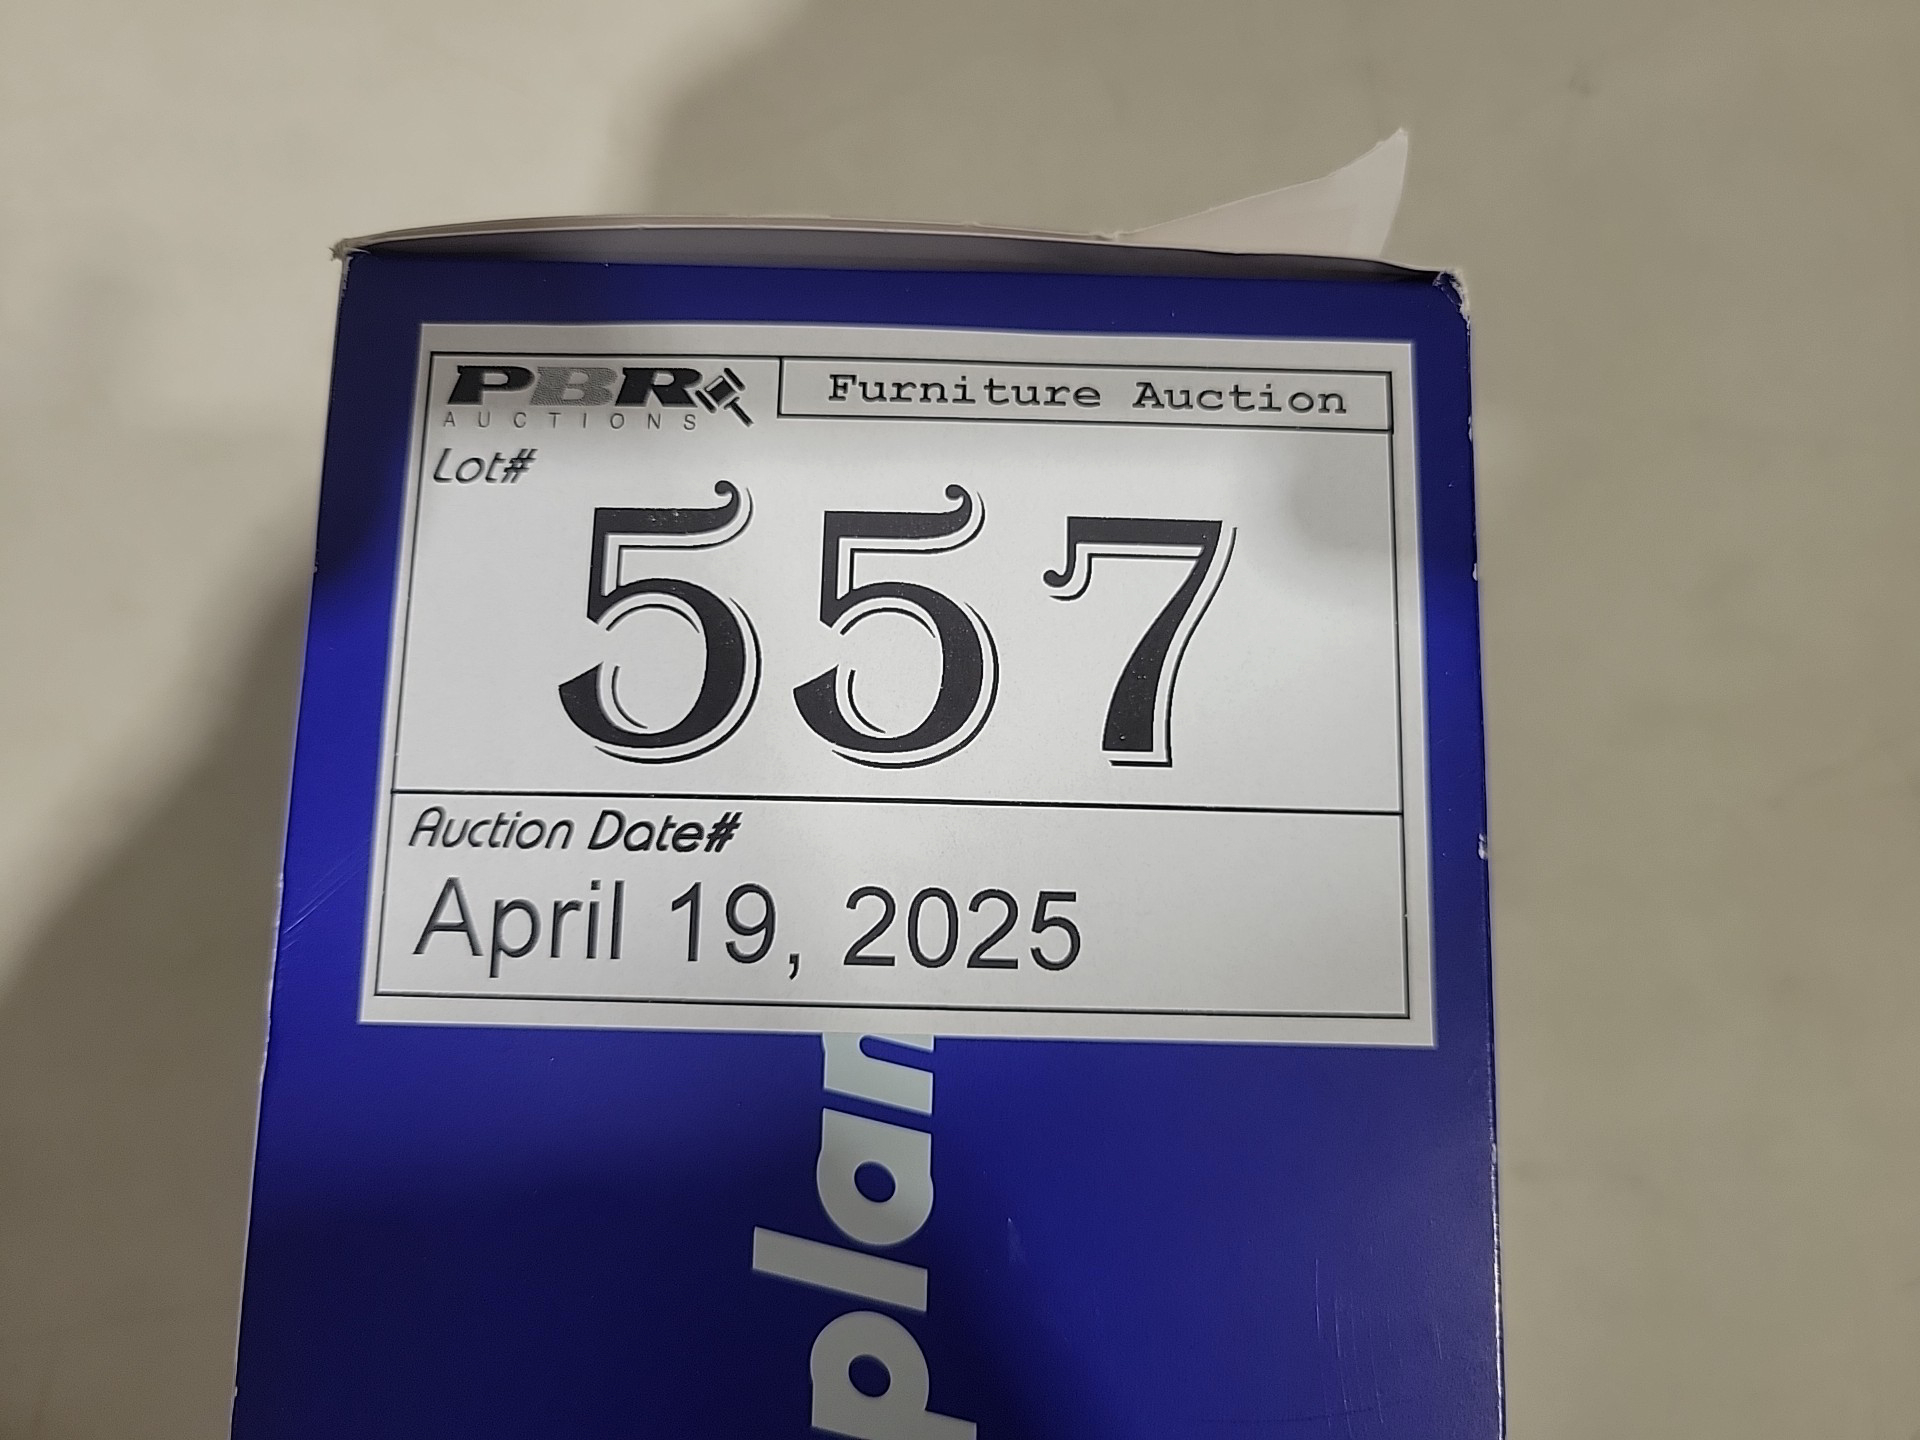 PBR
AUCTIONS
Furniture Auction
Lot#
557
Auction Date#
April 19, 2025
plan